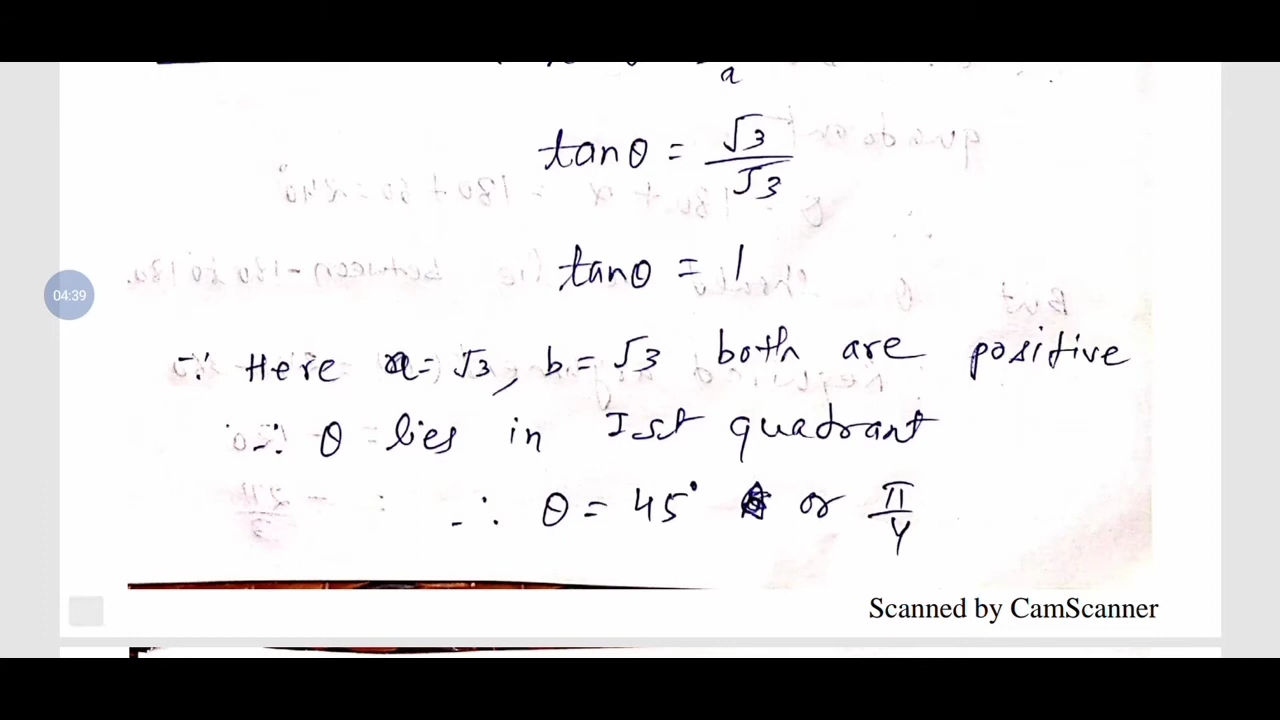 a
tanθ = √3/√3
tanθ = 1
04:39
∵ Here a = √3, b = √3 both are positive
∴ θ lies in Ist quadrant
∴ θ = 45° or π/4
Scanned by CamScanner